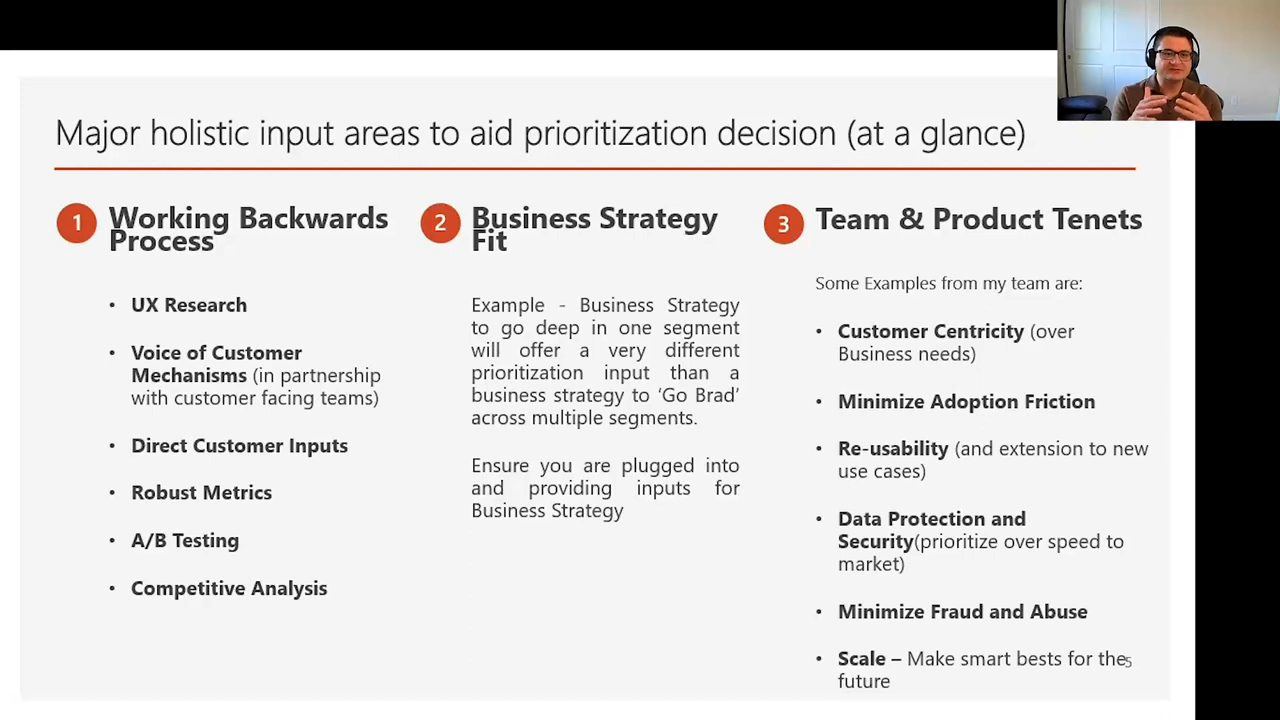 Major holistic input areas to aid prioritization decision (at a glance)
1
Working Backwards
Process
• UX Research
• Voice of Customer
Mechanisms (in partnership
with customer facing teams)
• Direct Customer Inputs
• Robust Metrics
• A/B Testing
• Competitive Analysis
2
Business Strategy
Fit
Example - Business Strategy
to go deep in one segment
will offer a very different
prioritization input than a
business strategy to ‘Go Brad’
across multiple segments.
Ensure you are plugged into
and providing inputs for
Business Strategy
3
Team & Product Tenets
Some Examples from my team are:
• Customer Centricity (over
Business needs)
• Minimize Adoption Friction
• Re-usability (and extension to new
use cases)
• Data Protection and
Security(prioritize over speed to
market)
• Minimize Fraud and Abuse
• Scale – Make smart bests for the
future
5